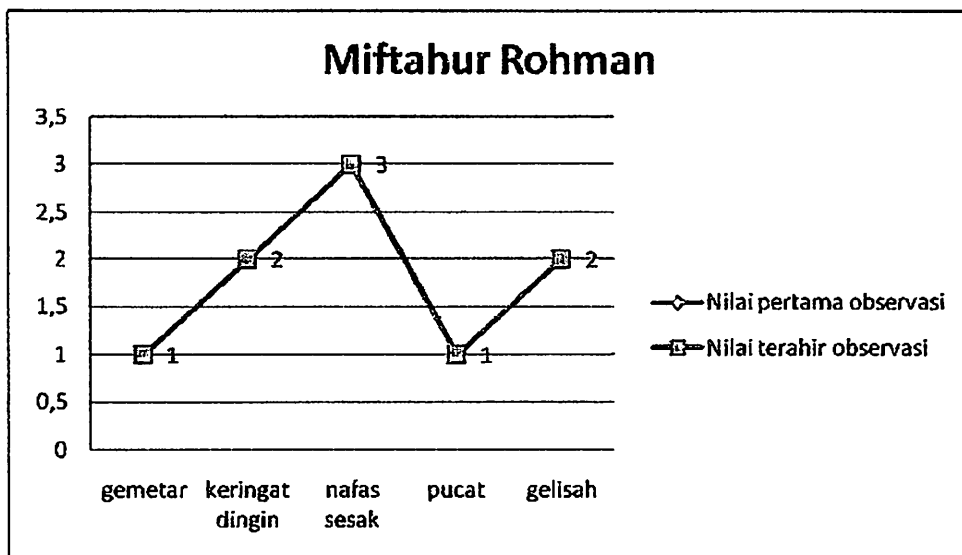 Miftahur Rohman
3,5
3
2,5
2
1,5
1
0,5
0
1
2
3
1
2
gemetar
keringat dingin
nafas sesak
pucat
gelisah
Nilai pertama observasi
Nilai terahir observasi